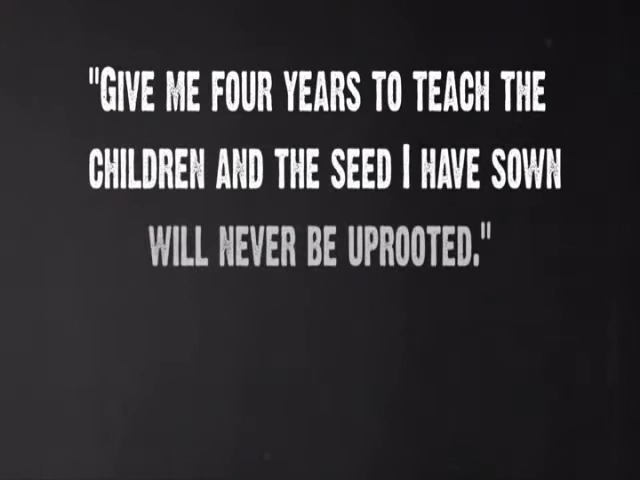 "Give me four years to teach the
children and the seed I have sown
will never be uprooted."